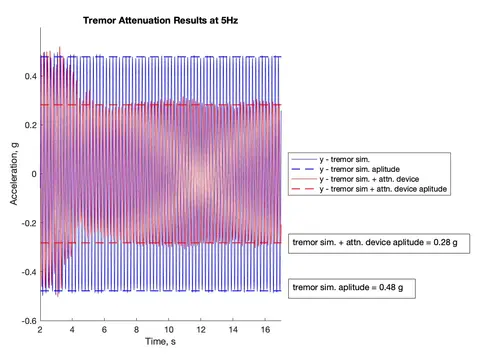 Tremor Attenuation Results at 5Hz
0.4
0.2
0
-0.2
-0.4
-0.6
Acceleration, g
2 4 6 8 10 12 14 16
Time, s
y - tremor sim.
y - tremor sim. aplitude
y - tremor sim. + attn. device
y - tremor sim + attn. device aplitude
tremor sim. + attn. device aplitude = 0.28 g
tremor sim. aplitude = 0.48 g